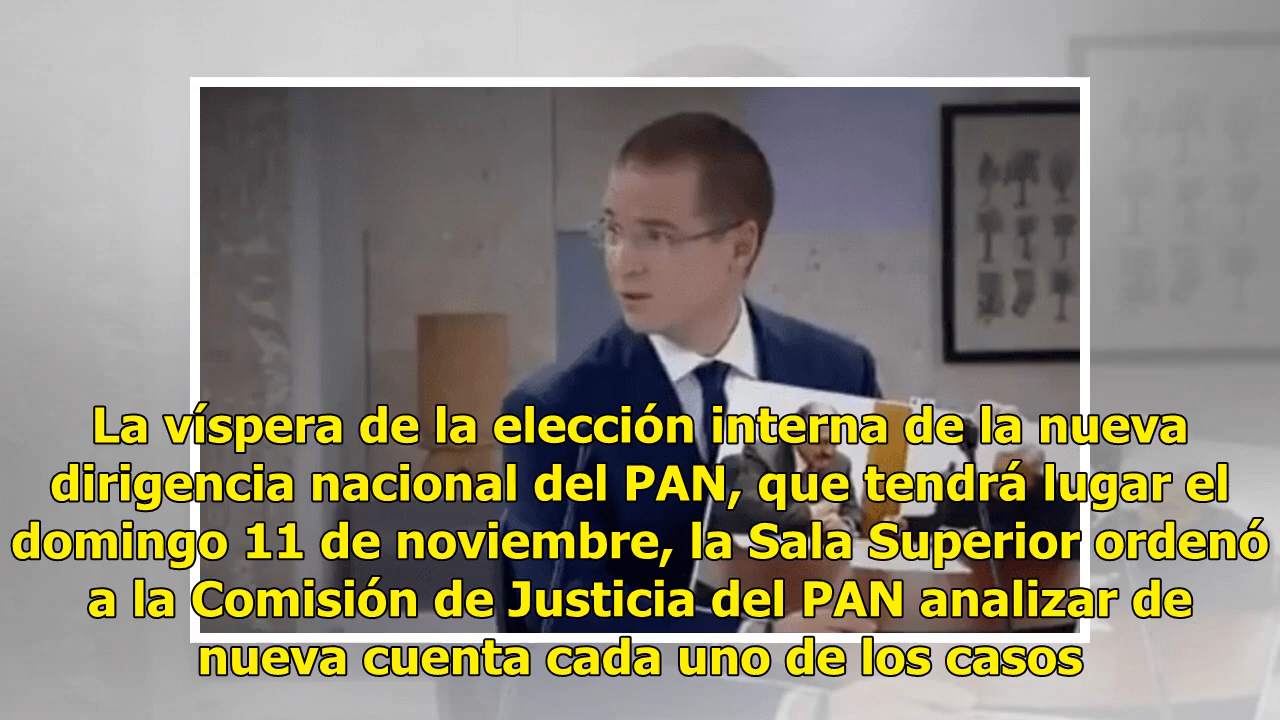 La víspera de la elección interna de la nueva
dirigencia nacional del PAN, que tendrá lugar el
domingo 11 de noviembre, la Sala Superior ordenó
a la Comisión de Justicia del PAN analizar de
nueva cuenta cada uno de los casos